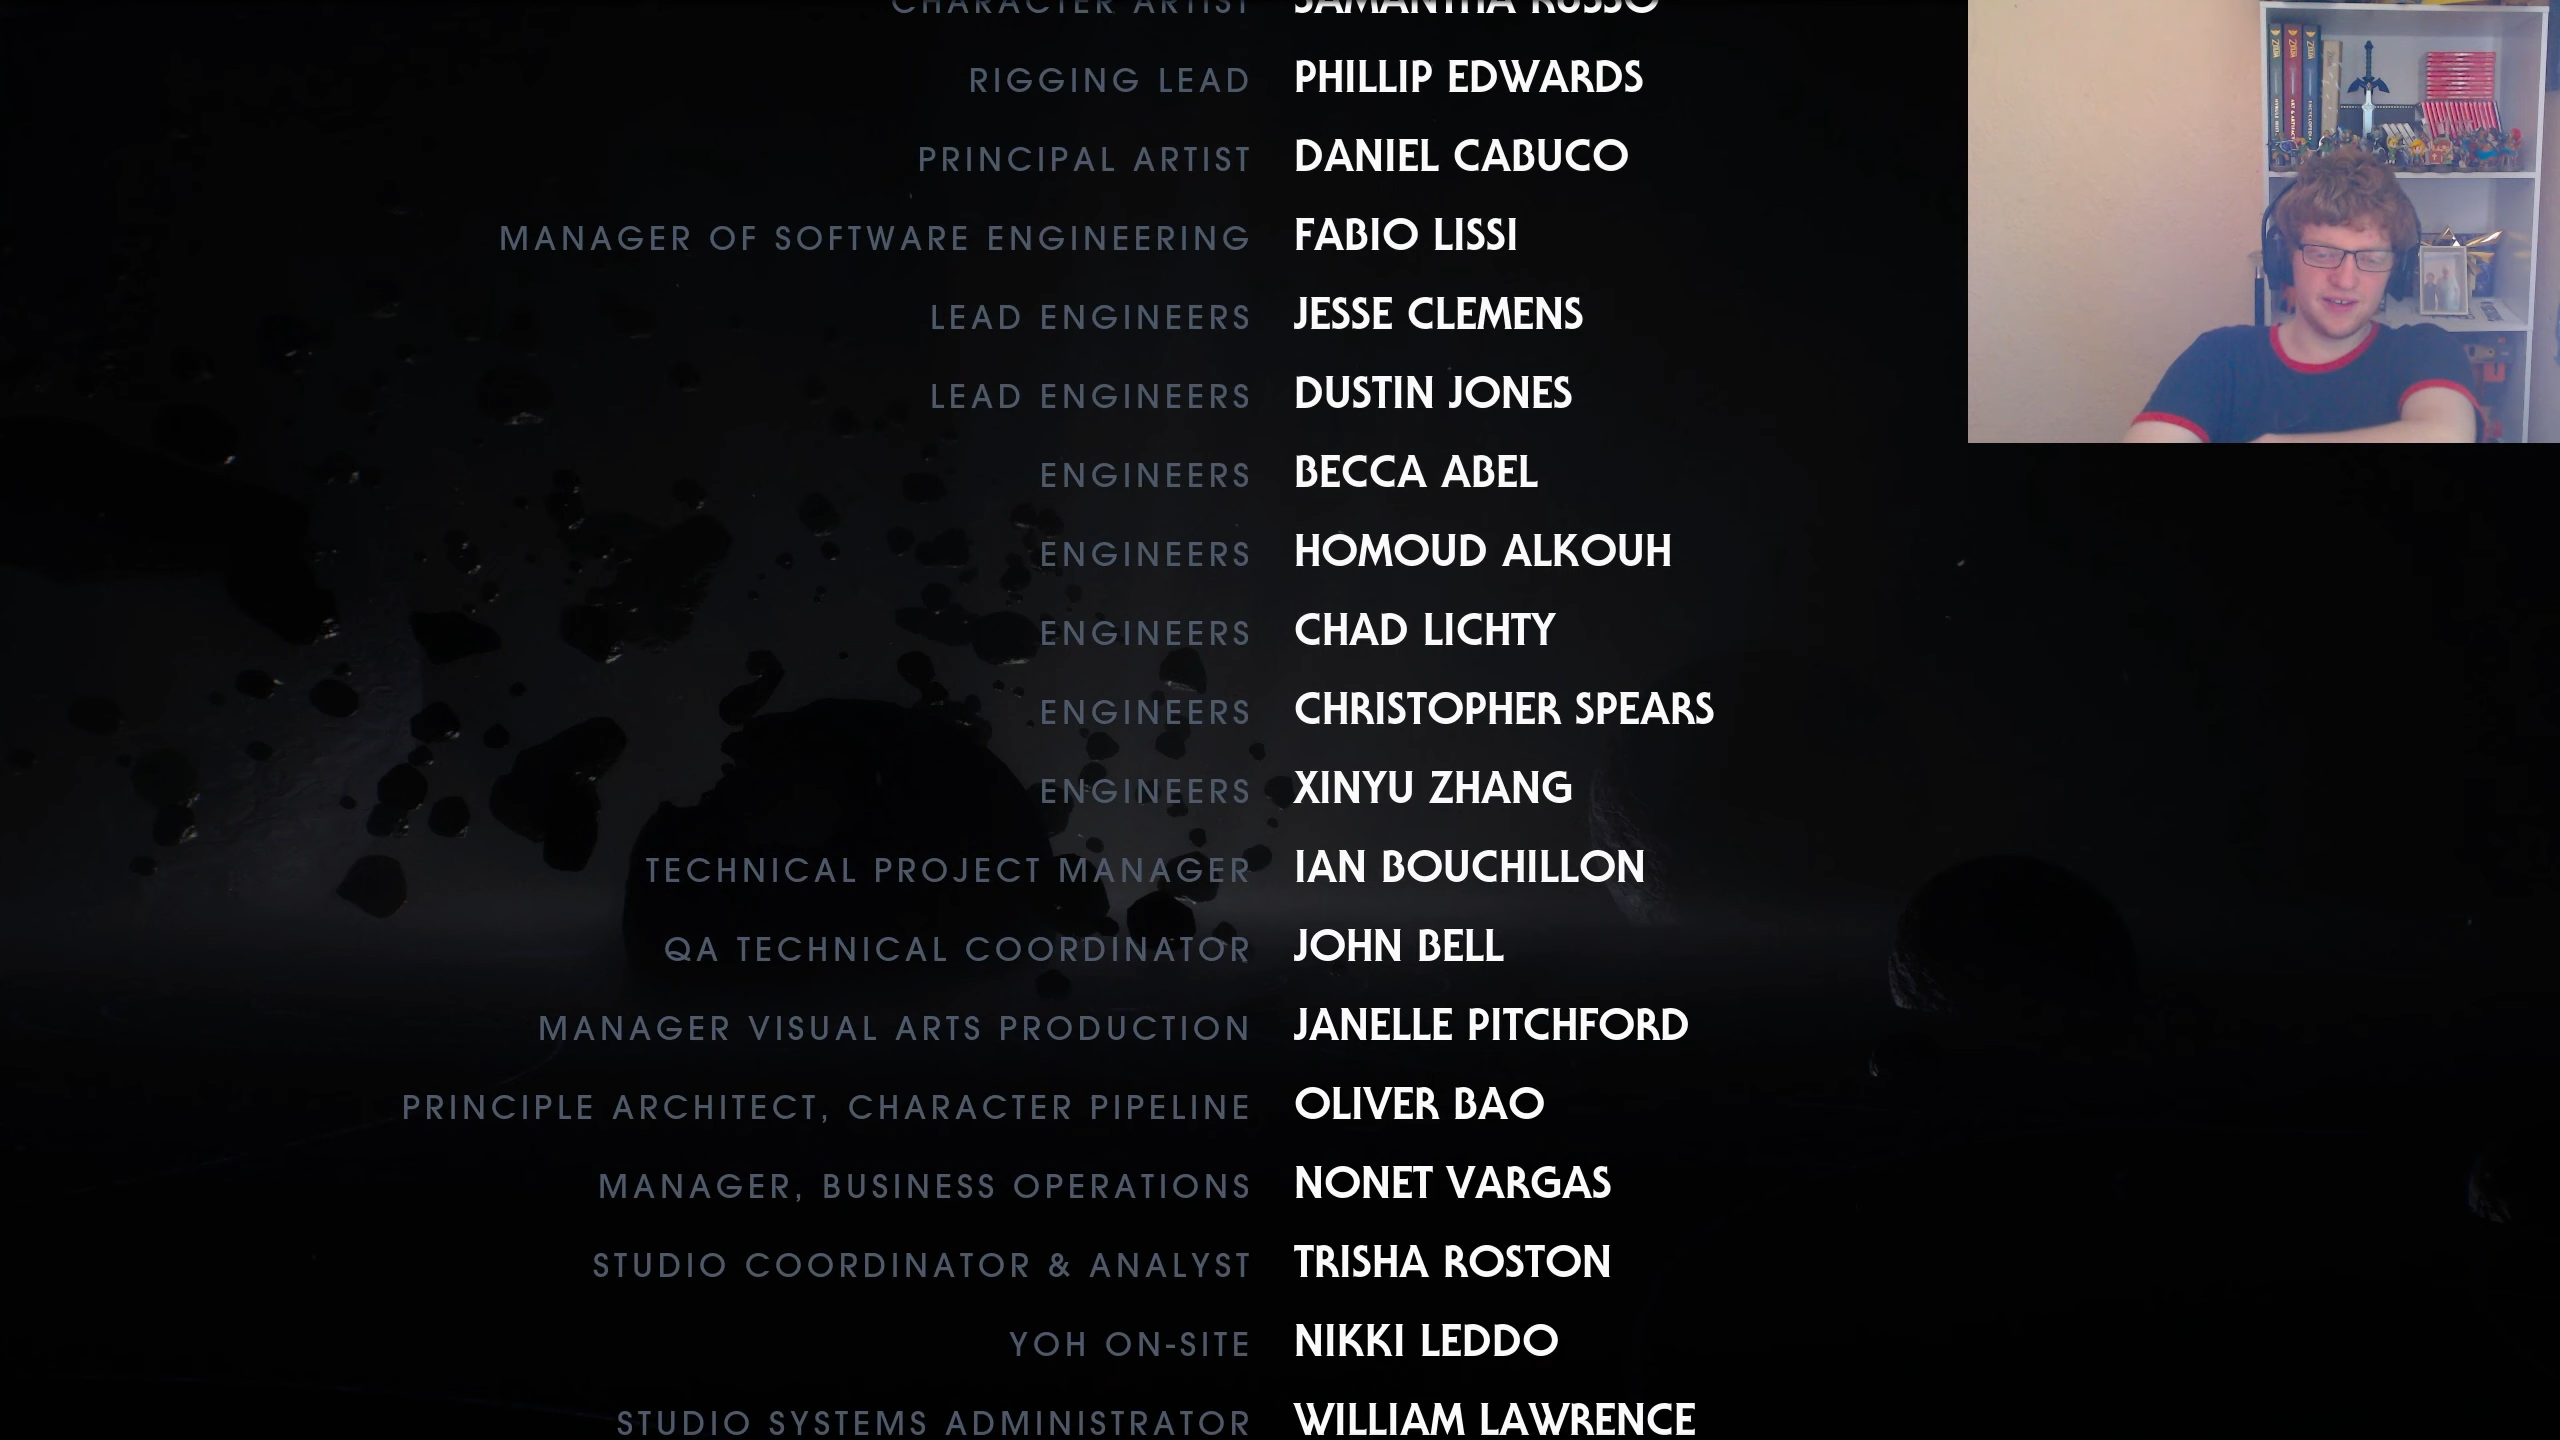 CHARACTER ARTIST SAMANTHA RUSSO
RIGGING LEAD PHILLIP EDWARDS
PRINCIPAL ARTIST DANIEL CABUCO
MANAGER OF SOFTWARE ENGINEERING FABIO LISSI
LEAD ENGINEERS JESSE CLEMENS
LEAD ENGINEERS DUSTIN JONES
ENGINEERS BECCA ABEL
ENGINEERS HOMOUD ALKOUH
ENGINEERS CHAD LICHTY
ENGINEERS CHRISTOPHER SPEARS
ENGINEERS XINYU ZHANG
TECHNICAL PROJECT MANAGER IAN BOUCHILLON
QA TECHNICAL COORDINATOR JOHN BELL
MANAGER VISUAL ARTS PRODUCTION JANELLE PITCHFORD
PRINCIPLE ARCHITECT, CHARACTER PIPELINE OLIVER BAO
MANAGER, BUSINESS OPERATIONS NONET VARGAS
STUDIO COORDINATOR & ANALYST TRISHA ROSTON
YOH ON-SITE NIKKI LEDDO
STUDIO SYSTEMS ADMINISTRATOR WILLIAM LAWRENCE